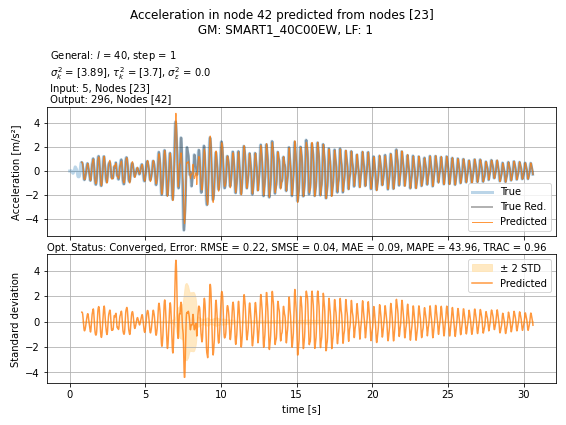 Acceleration in node 42 predicted from nodes [23]
GM: SMART1_40C00EW, LF: 1
General: l = 40, step = 1
σ²ₖ = [3.89], τ²ₖ = [3.7], σ²ε = 0.0
Input: 5, Nodes [23]
Output: 296, Nodes [42]
Acceleration [m/s²]
4
2
0
−2
−4
True
True Red.
Predicted
Opt. Status: Converged, Error: RMSE = 0.22, SMSE = 0.04, MAE = 0.09, MAPE = 43.96, TRAC = 0.96
Standard deviation
4
2
0
−2
−4
± 2 STD
Predicted
0 5 10 15 20 25 30
time [s]